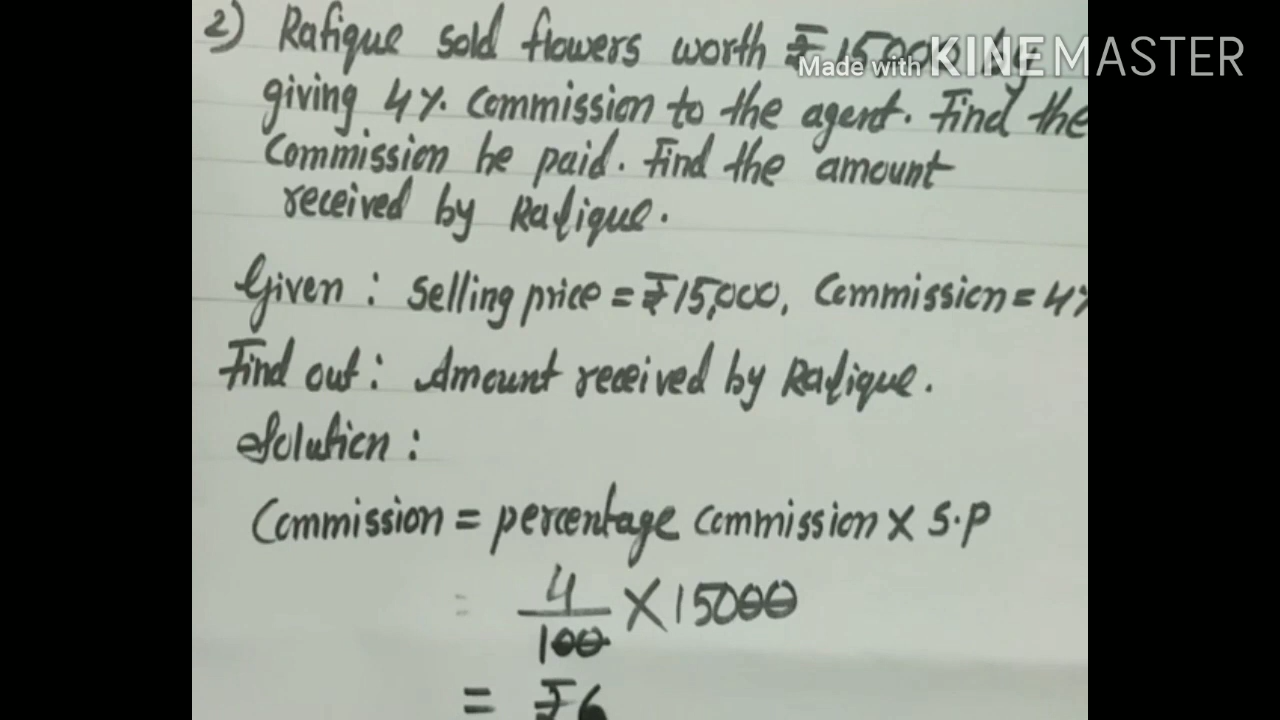 2) Rafique sold flowers worth ₹15000 by
Made with KINEMASTER
giving 4%. Commission to the agent. Find the
Commission he paid. Find the amount
received by Rafique.
Given : Selling price = ₹15,000, Commission = 4%
Find out : Amount received by Rafique.
Solution :
Commission = percentage commission X S.P
= 4/100 X 15000
= ₹6